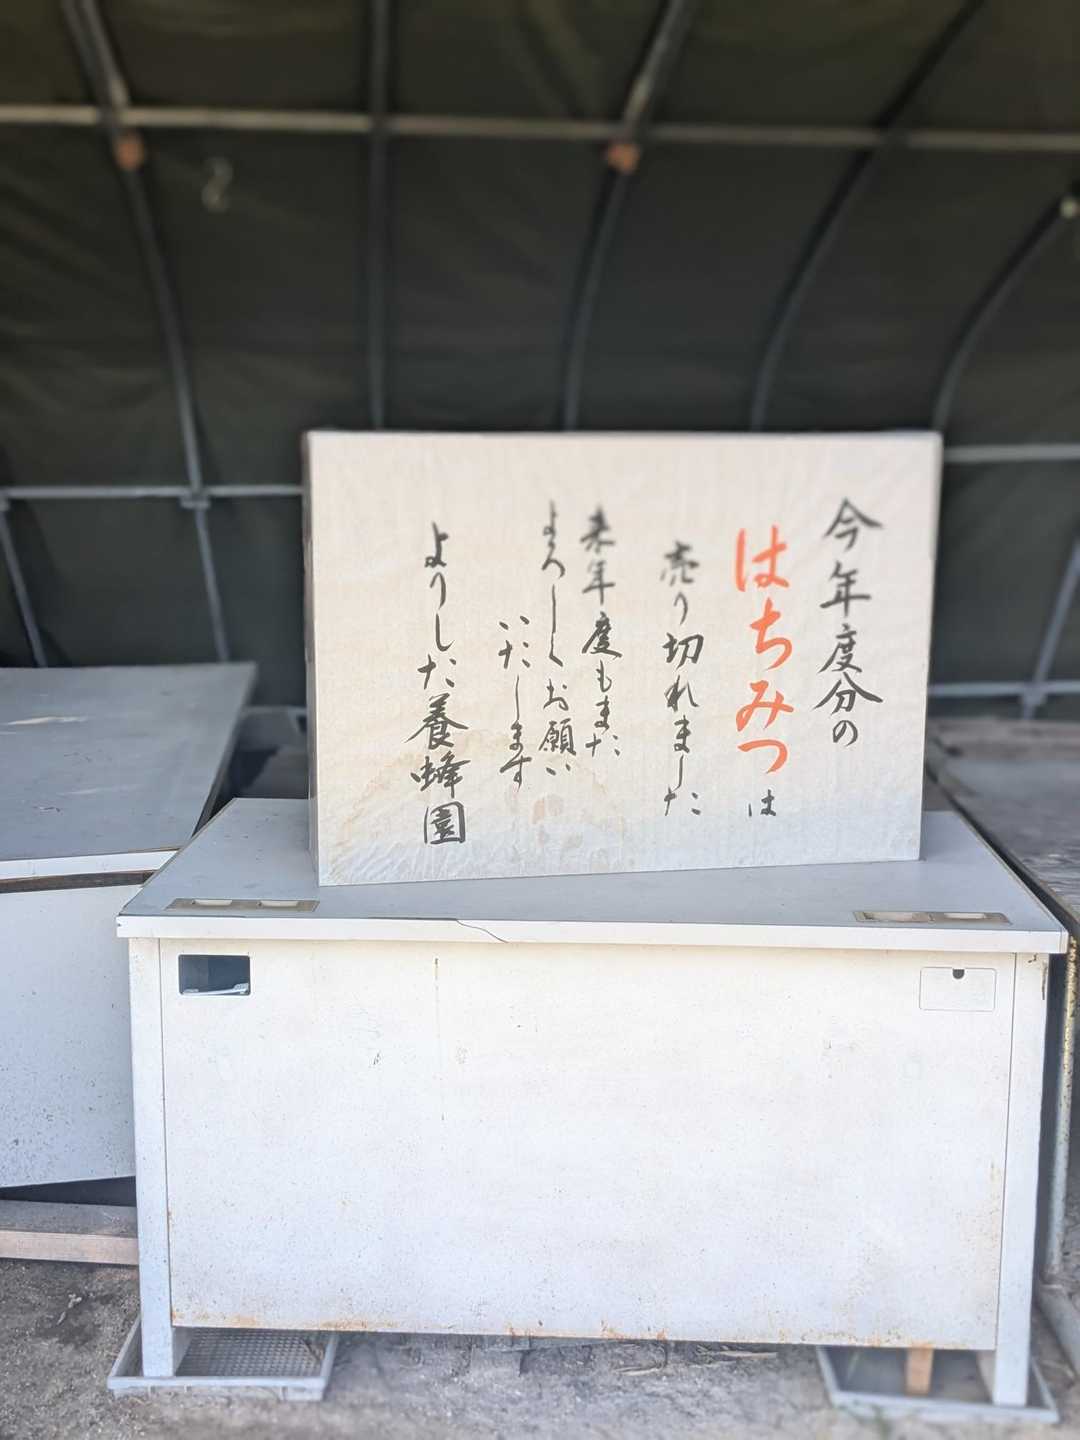 今年度分の
はちみつは
売り切れました
来年度もまた
よろしくお願い
いたします
よりした養蜂園